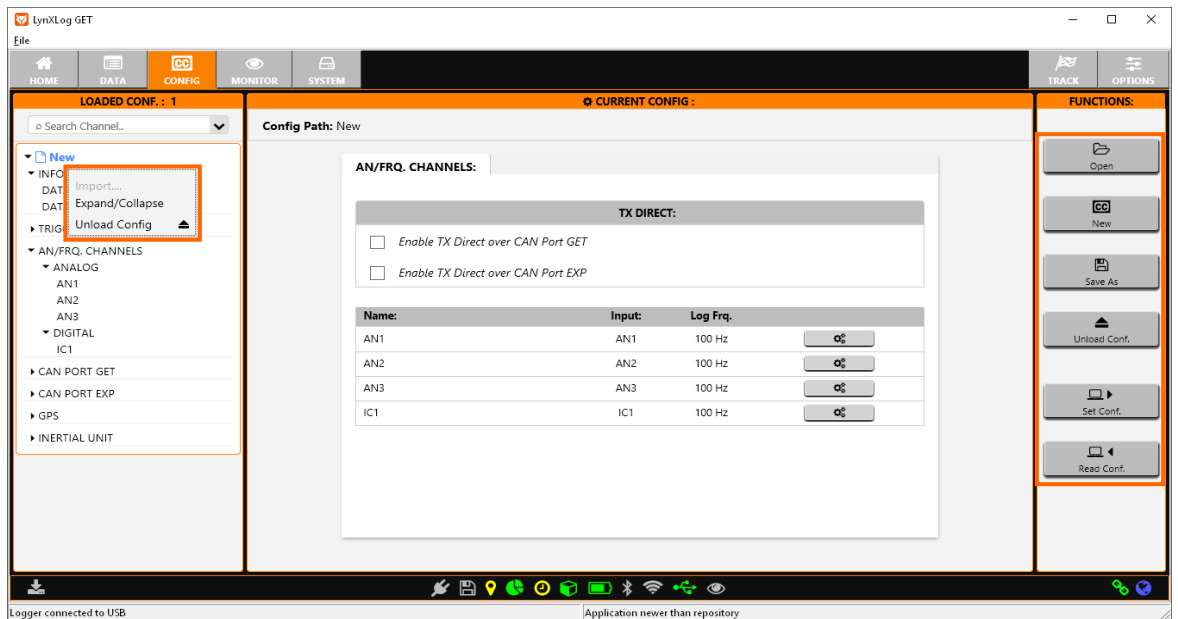 LynXLog GET
File
HOME DATA CONFIG MONITOR SYSTEM TRACK OPTIONS
LOADED CONF. : 1
Search Channel..
New
INFO
DAT
DAT
TRIG
Import....
Expand/Collapse
Unload Config
AN/FRQ. CHANNELS
ANALOG
AN1
AN2
AN3
DIGITAL
IC1
CAN PORT GET
CAN PORT EXP
GPS
INERTIAL UNIT
CURRENT CONFIG :
Config Path: New
AN/FRQ. CHANNELS:
TX DIRECT:
Enable TX Direct over CAN Port GET
Enable TX Direct over CAN Port EXP
Name: Input: Log Frq.
AN1 AN1 100 Hz
AN2 AN2 100 Hz
AN3 AN3 100 Hz
IC1 IC1 100 Hz
FUNCTIONS:
Open
CC
New
Save As
Unload Conf.
Set Conf.
Read Conf.
Logger connected to USB
Application newer than repository